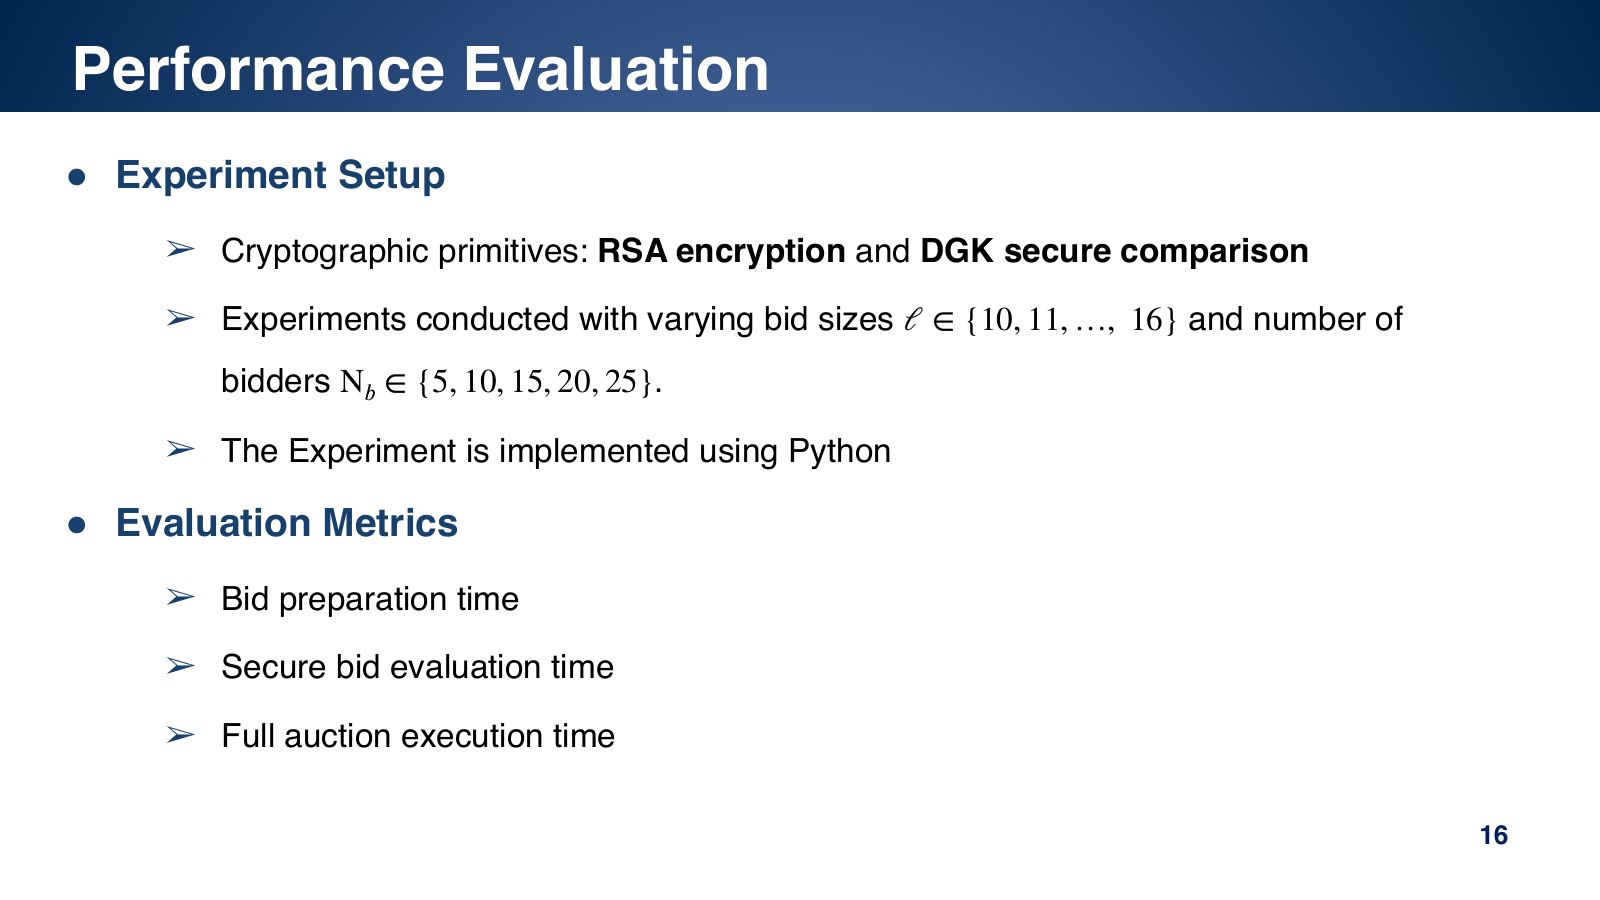 Performance Evaluation
● Experiment Setup
➢ Cryptographic primitives: RSA encryption and DGK secure comparison
➢ Experiments conducted with varying bid sizes ℓ ∈ {10, 11, …, 16} and number of
bidders N_b ∈ {5, 10, 15, 20, 25}.
➢ The Experiment is implemented using Python
● Evaluation Metrics
➢ Bid preparation time
➢ Secure bid evaluation time
➢ Full auction execution time
16